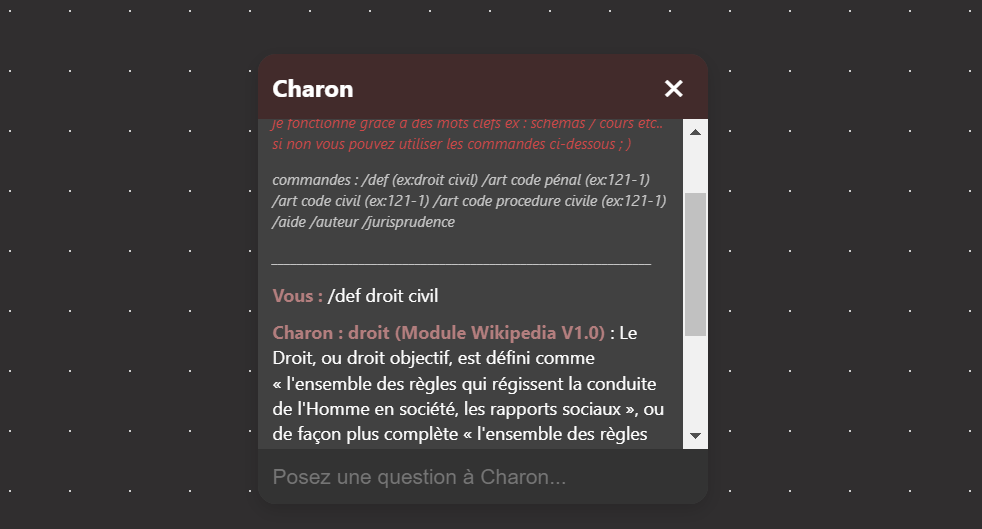 Charon
je fonctionne grace a des mots clefs ex : schemas / cours etc..
si non vous pouvez utiliser les commandes ci-dessous ; )
commandes : /def (ex:droit civil) /art code pénal (ex:121-1)
/art code civil (ex:121-1) /art code procedure civile (ex:121-1)
/aide /auteur /jurisprudence
Vous : /def droit civil
Charon : droit (Module Wikipedia V1.0) : Le
Droit, ou droit objectif, est défini comme
« l'ensemble des règles qui régissent la conduite
de l'Homme en société, les rapports sociaux », ou
de façon plus complète « l'ensemble des règles
Posez une question à Charon...